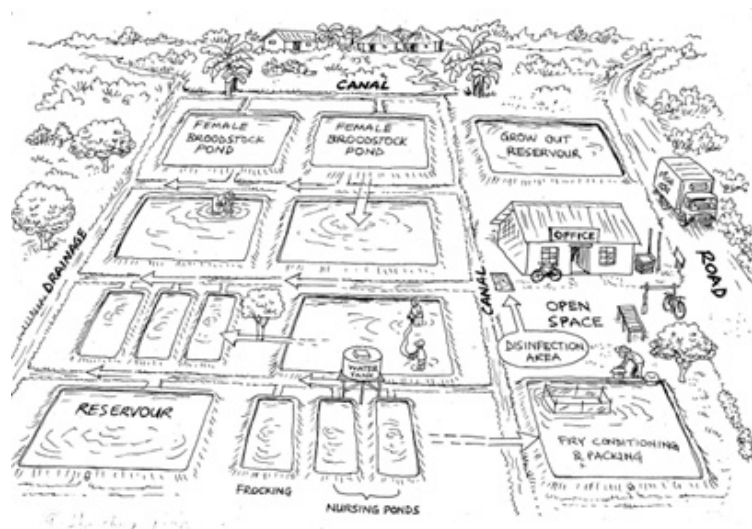 CANAL
FEMALE
BROODSTOCK
POND
FEMALE
BROODSTOCK
POND
GROW OUT
RESERVOUR
DRAINAGE
OFFICE
ROAD
CANAL
OPEN
SPACE
DISINFECTION
AREA
WATER
TANK
RESERVOUR
FRY CONDITIONING
& PACKING
FROCKING
NURSING PONDS